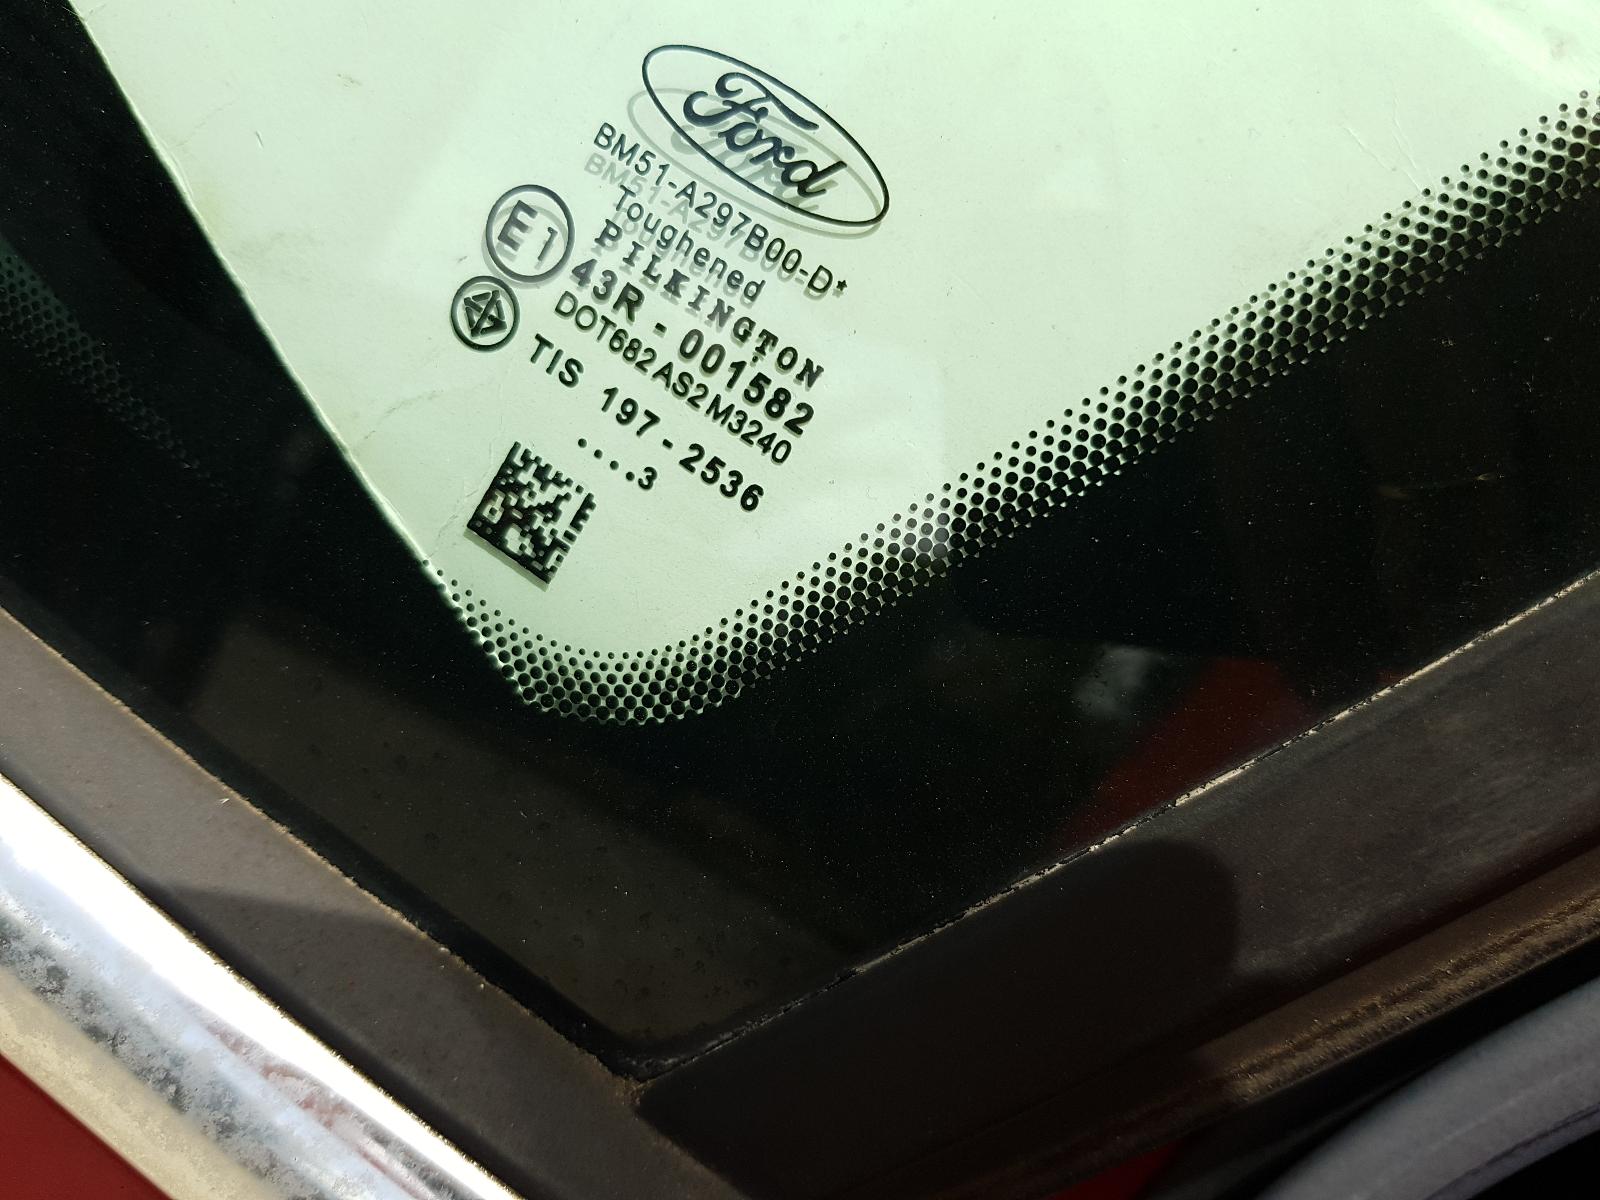 Ford
BM51-A297B00-D*
Toughened
PILKINGTON
E1
43R - 001582
DOT682AS2M3240
TIS 197 - 2536
....3